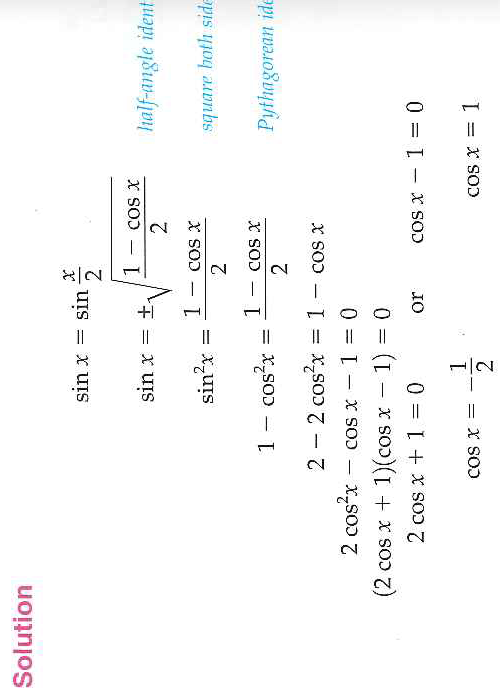 Solution
sin x = sin x/2
sin x = ±√((1 − cos x)/2) half-angle ident
sin²x = (1 − cos x)/2 square both side
1 − cos²x = (1 − cos x)/2 Pythagorean ide
2 − 2 cos²x = 1 − cos x
2 cos²x − cos x − 1 = 0
(2 cos x + 1)(cos x − 1) = 0
2 cos x + 1 = 0 or cos x − 1 = 0
cos x = −1/2 cos x = 1